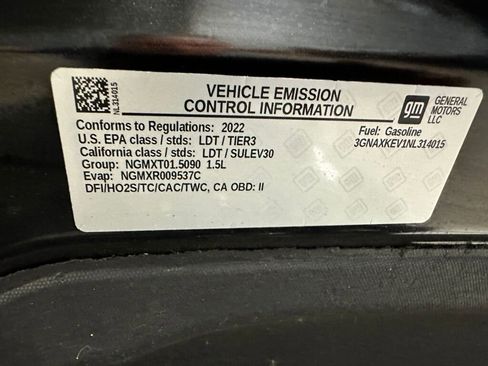 VEHICLE EMISSION
CONTROL INFORMATION
NL314015
gm
GENERAL
MOTORS
LLC
Conforms to Regulations: 2022
Fuel: Gasoline
U.S. EPA class / stds: LDT / TIER3
3GNAXKEV1NL314015
California class / stds: LDT / SULEV30
Group: NGMXT01.5090 1.5L
Evap: NGMXR009537C
DFI/HO2S/TC/CAC/TWC, CA OBD: II